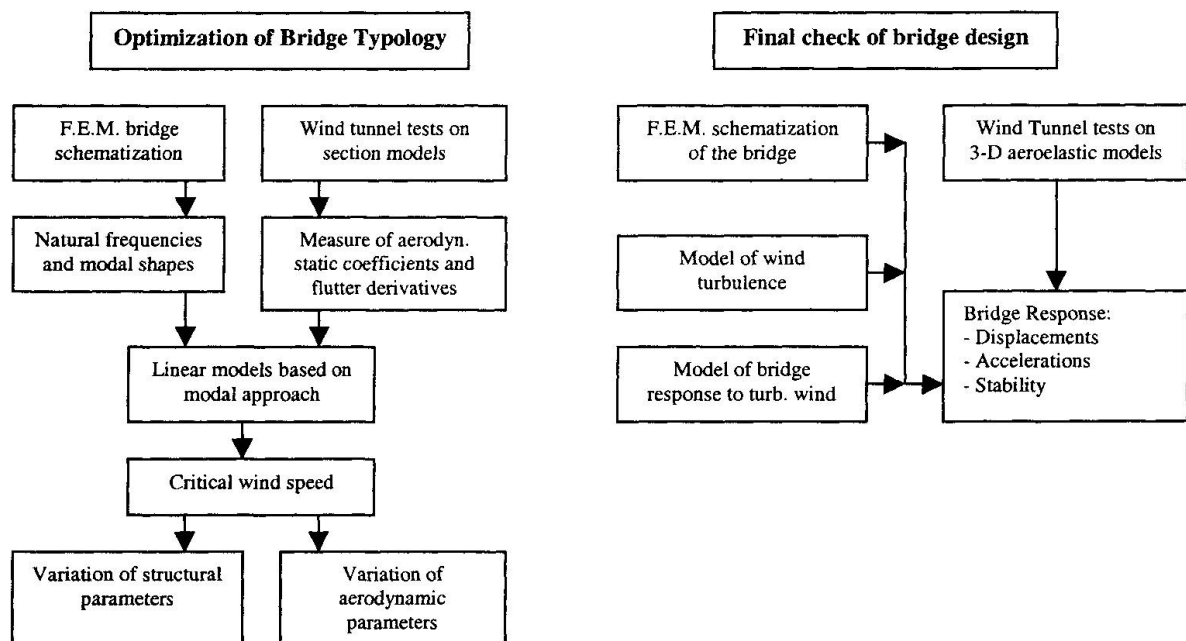 Optimization of Bridge Typology
F.E.M. bridge
schematization
Wind tunnel tests on
section models
Natural frequencies
and modal shapes
Measure of aerodyn.
static coefficients and
flutter derivatives
Linear models based on
modal approach
Critical wind speed
Variation of structural
parameters
Variation of
aerodynamic
parameters
Final check of bridge design
F.E.M. schematization
of the bridge
Wind Tunnel tests on
3-D aeroelastic models
Model of wind
turbulence
Model of bridge
response to turb. wind
Bridge Response:
- Displacements
- Accelerations
- Stability